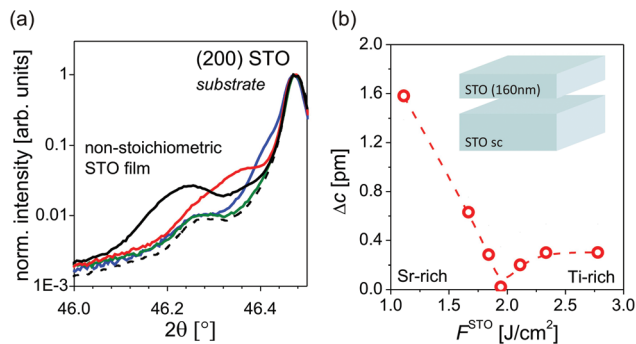 (a)
(200) STO
substrate
non-stoichiometric
STO film
norm. intensity [arb. units]
1
0.1
0.01
1E-3
46.0
46.2
46.4
2θ [°]
(b)
STO (160nm)
STO sc
Δc [pm]
2.0
1.6
1.2
0.8
0.4
0.0
Sr-rich
Ti-rich
1.0
1.5
2.0
2.5
3.0
F^STO [J/cm²]